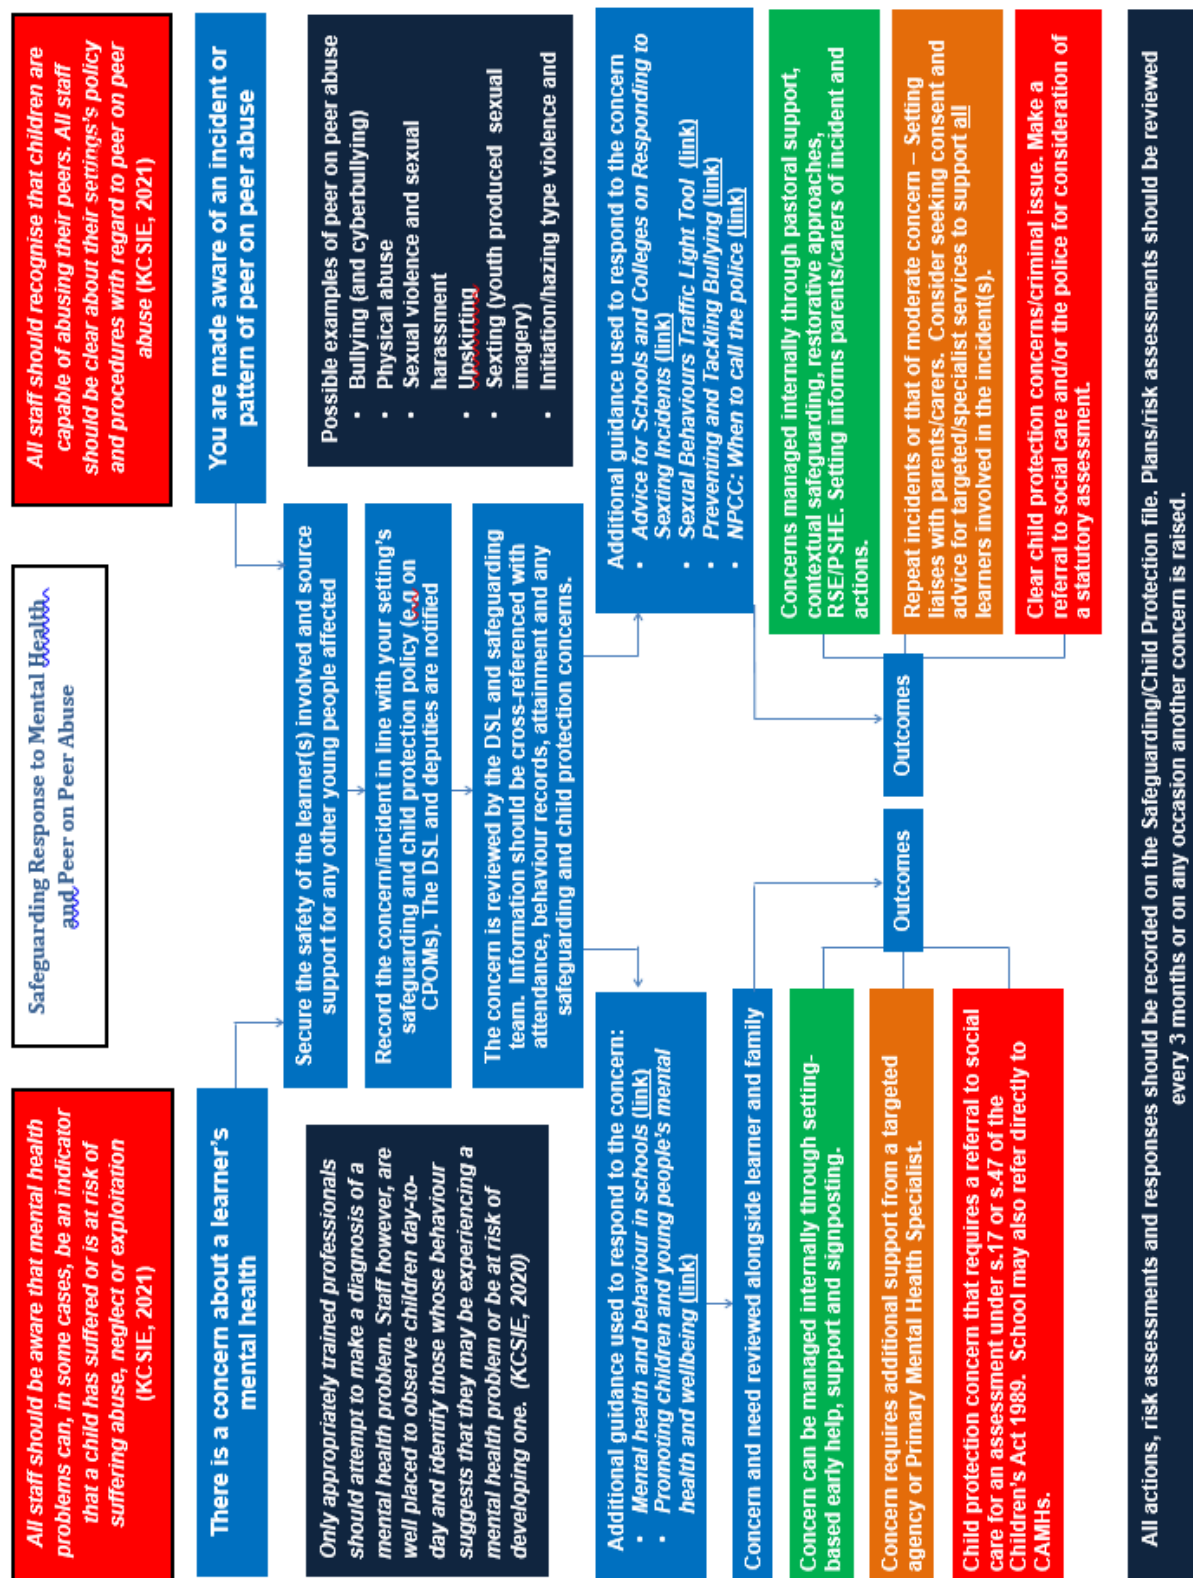 All staff should be aware that mental health
problems can, in some cases, be an indicator
that a child has suffered or is at risk of
suffering abuse, neglect or exploitation
(KCSIE, 2021)
Safeguarding Response to Mental Health
and Peer on Peer Abuse
All staff should recognise that children are
capable of abusing their peers. All staff
should be clear about their settings's policy
and procedures with regard to peer on peer
abuse (KCSIE, 2021)
There is a concern about a learner's
mental health
You are made aware of an incident or
pattern of peer on peer abuse
Secure the safety of the learner(s) involved and source
support for any other young people affected
Record the concern/incident in line with your setting's
safeguarding and child protection policy (e.g on
CPOMs). The DSL and deputies are notified
The concern is reviewed by the DSL and safeguarding
team. Information should be cross-referenced with
attendance, behaviour records, attainment and any
safeguarding and child protection concerns.
Only appropriately trained professionals
should attempt to make a diagnosis of a
mental health problem. Staff however, are
well placed to observe children day-to-
day and identify those whose behaviour
suggests that they may be experiencing a
mental health problem or be at risk of
developing one. (KCSIE, 2020)
Possible examples of peer on peer abuse
• Bullying (and cyberbullying)
• Physical abuse
• Sexual violence and sexual
harassment
• Upskirting
• Sexting (youth produced sexual
imagery)
• Initiation/hazing type violence and
Additional guidance used to respond to the concern:
• Mental health and behaviour in schools (link)
• Promoting children and young people's mental
health and wellbeing (link)
Concern and need reviewed alongside learner and family
Outcomes
Concern can be managed internally through setting-
based early help, support and signposting.
Concern requires additional support from a targeted
agency or Primary Mental Health Specialist.
Child protection concern that requires a referral to social
care for an assessment under s.17 or s.47 of the
Children's Act 1989. School may also refer directly to
CAMHs.
Additional guidance used to respond to the concern
• Advice for Schools and Colleges on Responding to
Sexting Incidents (link)
• Sexual Behaviours Traffic Light Tool (link)
• Preventing and Tackling Bullying (link)
• NPCC: When to call the police (link)
Outcomes
Concerns managed internally through pastoral support,
contextual safeguarding, restorative approaches,
RSE/PSHE. Setting informs parents/carers of incident and
actions.
Repeat incidents or that of moderate concern – Setting
liaises with parents/carers. Consider seeking consent and
advice for targeted/specialist services to support all
learners involved in the incident(s).
Clear child protection concerns/criminal issue. Make a
referral to social care and/or the police for consideration of
a statutory assessment.
All actions, risk assessments and responses should be recorded on the Safeguarding/Child Protection file. Plans/risk assessments should be reviewed
every 3 months or on any occasion another concern is raised.